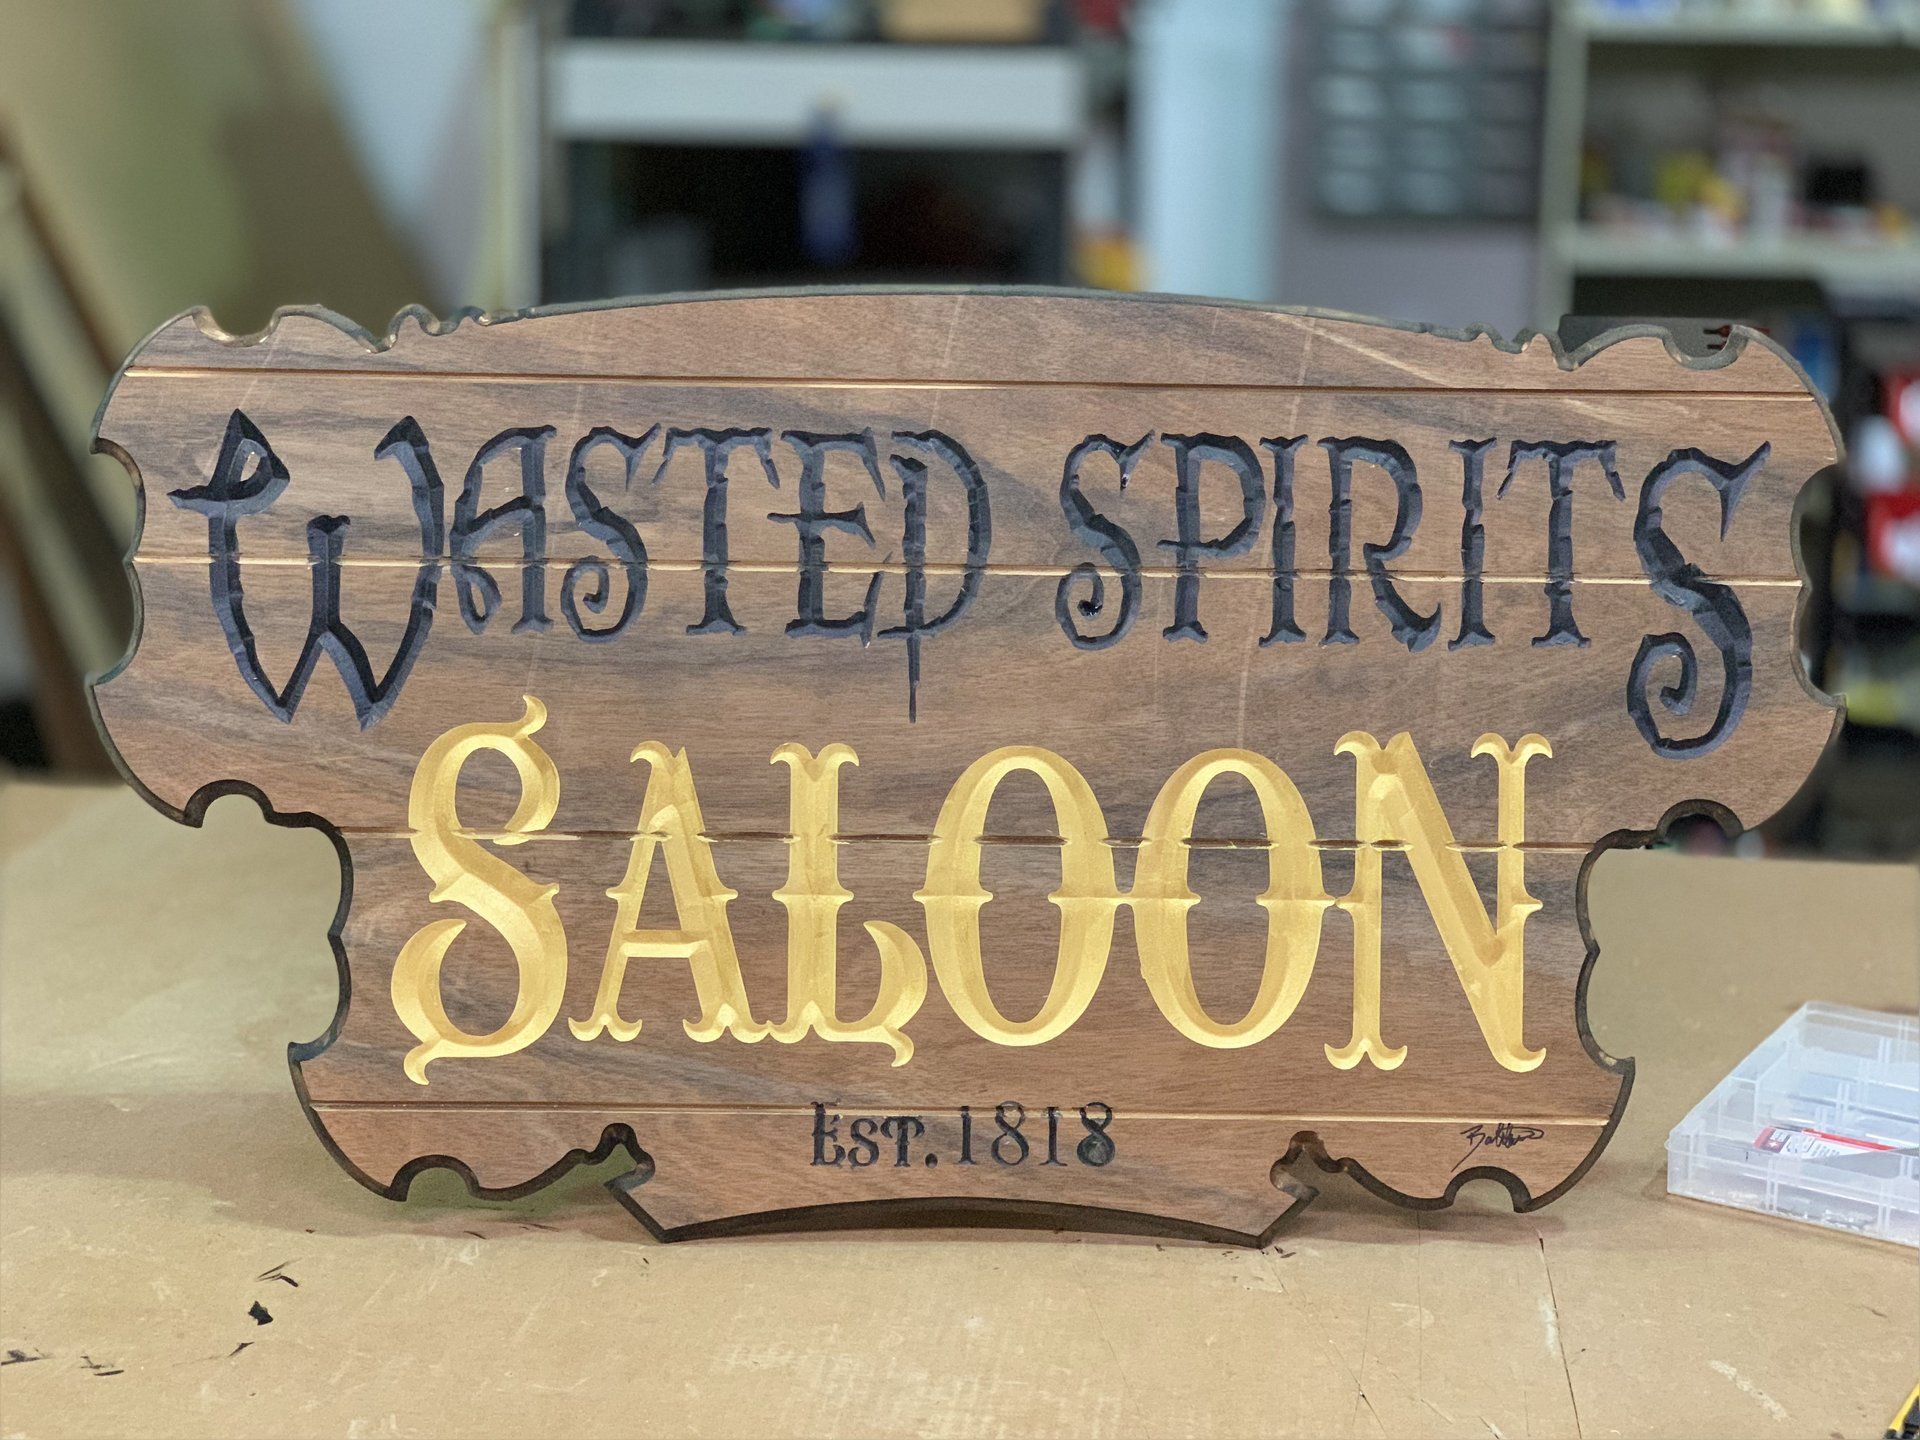 WASTED SPIRITS
SALOON
EST. 1818